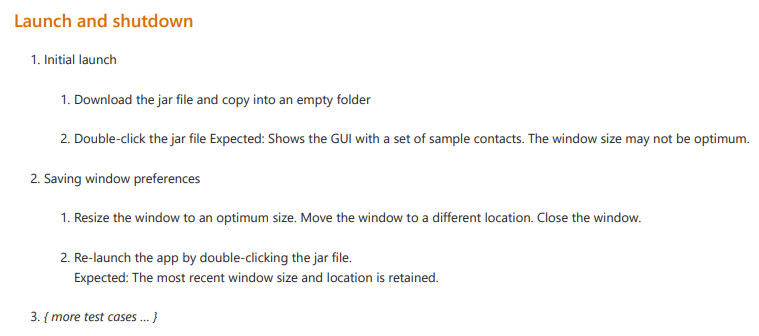 Launch and shutdown
1. Initial launch
1. Download the jar file and copy into an empty folder
2. Double-click the jar file Expected: Shows the GUI with a set of sample contacts. The window size may not be optimum.
2. Saving window preferences
1. Resize the window to an optimum size. Move the window to a different location. Close the window.
2. Re-launch the app by double-clicking the jar file.
Expected: The most recent window size and location is retained.
3. { more test cases … }